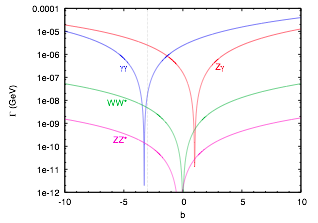 0.0001
1e-05
1e-06
1e-07
1e-08
1e-09
1e-10
1e-11
1e-12
Γ (GeV)
γγ
Zγ
WW*
ZZ*
-10 -5 0 5 10
b